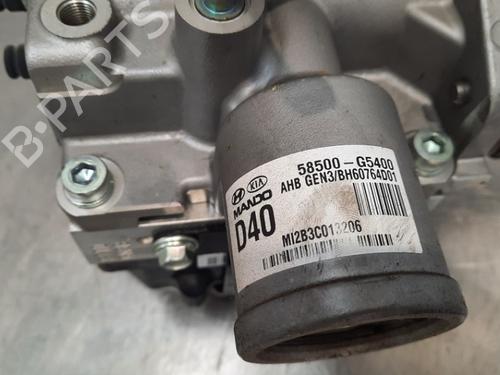 B-PARTS
KIA
MANDO
58500-G5400
AHB GEN3/BH60764D01
D40
MI2B3C013206